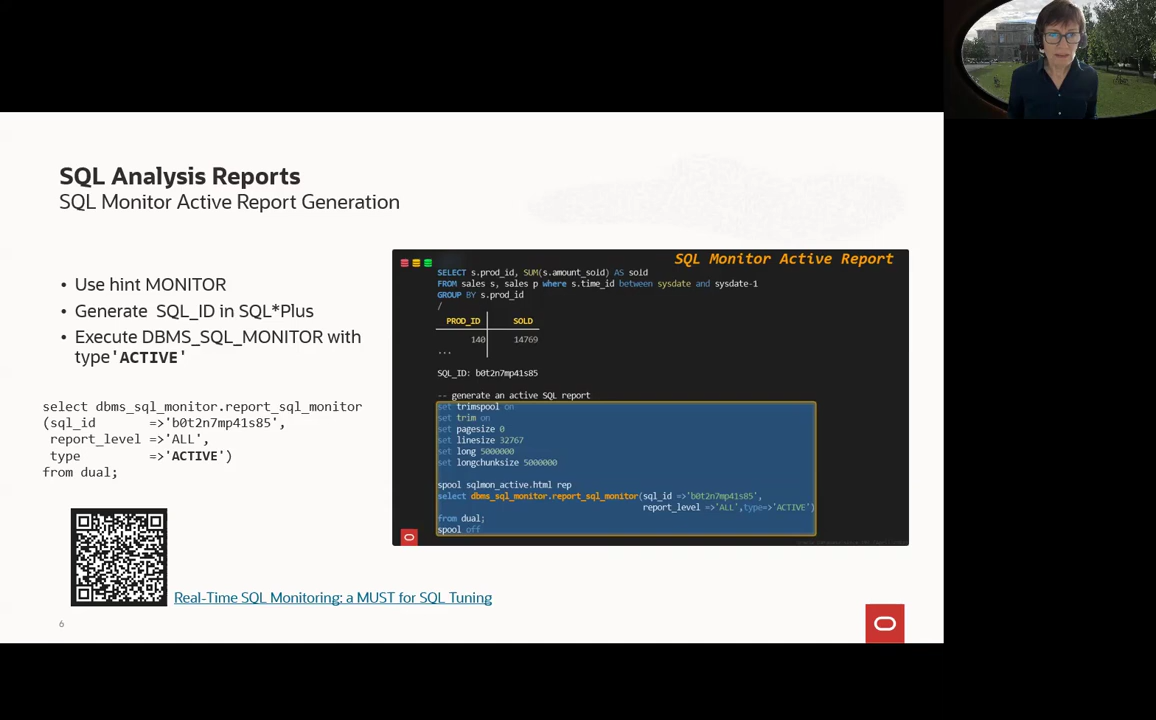 SQL Analysis Reports
SQL Monitor Active Report Generation
• Use hint MONITOR
• Generate SQL_ID in SQL*Plus
• Execute DBMS_SQL_MONITOR with
type 'ACTIVE'
select dbms_sql_monitor.report_sql_monitor
(sql_id =>'b0t2n7mp41s85',
report_level =>'ALL',
type =>'ACTIVE')
from dual;
SQL Monitor Active Report
SELECT s.prod_id, SUM(s.amount_sold) AS sold
FROM sales s, sales p where s.time_id between sysdate and sysdate-1
GROUP BY s.prod_id
/
PROD_ID SOLD
140 14769
...
SQL_ID: b0t2n7mp41s85
-- generate an active SQL report
set trimspool on
set trim on
set pagesize 0
set linesize 32767
set long 5000000
set longchunksize 5000000
spool sqlmon_active.html rep
select dbms_sql_monitor.report_sql_monitor(sql_id =>'b0t2n7mp41s85',
report_level =>'ALL',type=>'ACTIVE')
from dual;
spool off
Real-Time SQL Monitoring: a MUST for SQL Tuning
6